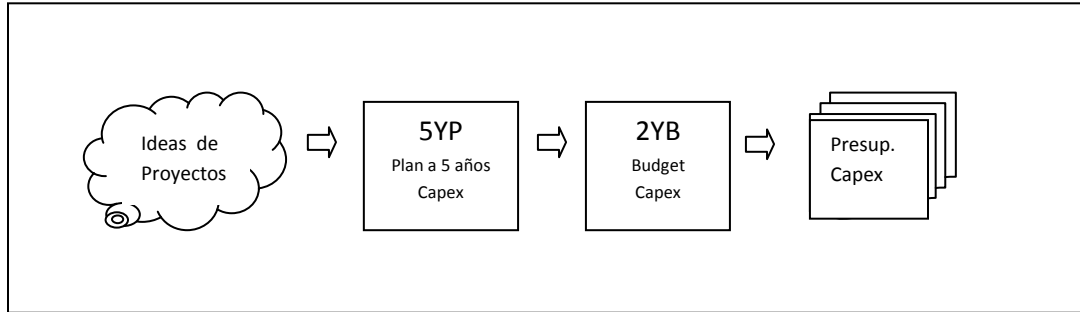 Ideas de
Proyectos
5YP
Plan a 5 años
Capex
2YB
Budget
Capex
Presup.
Capex